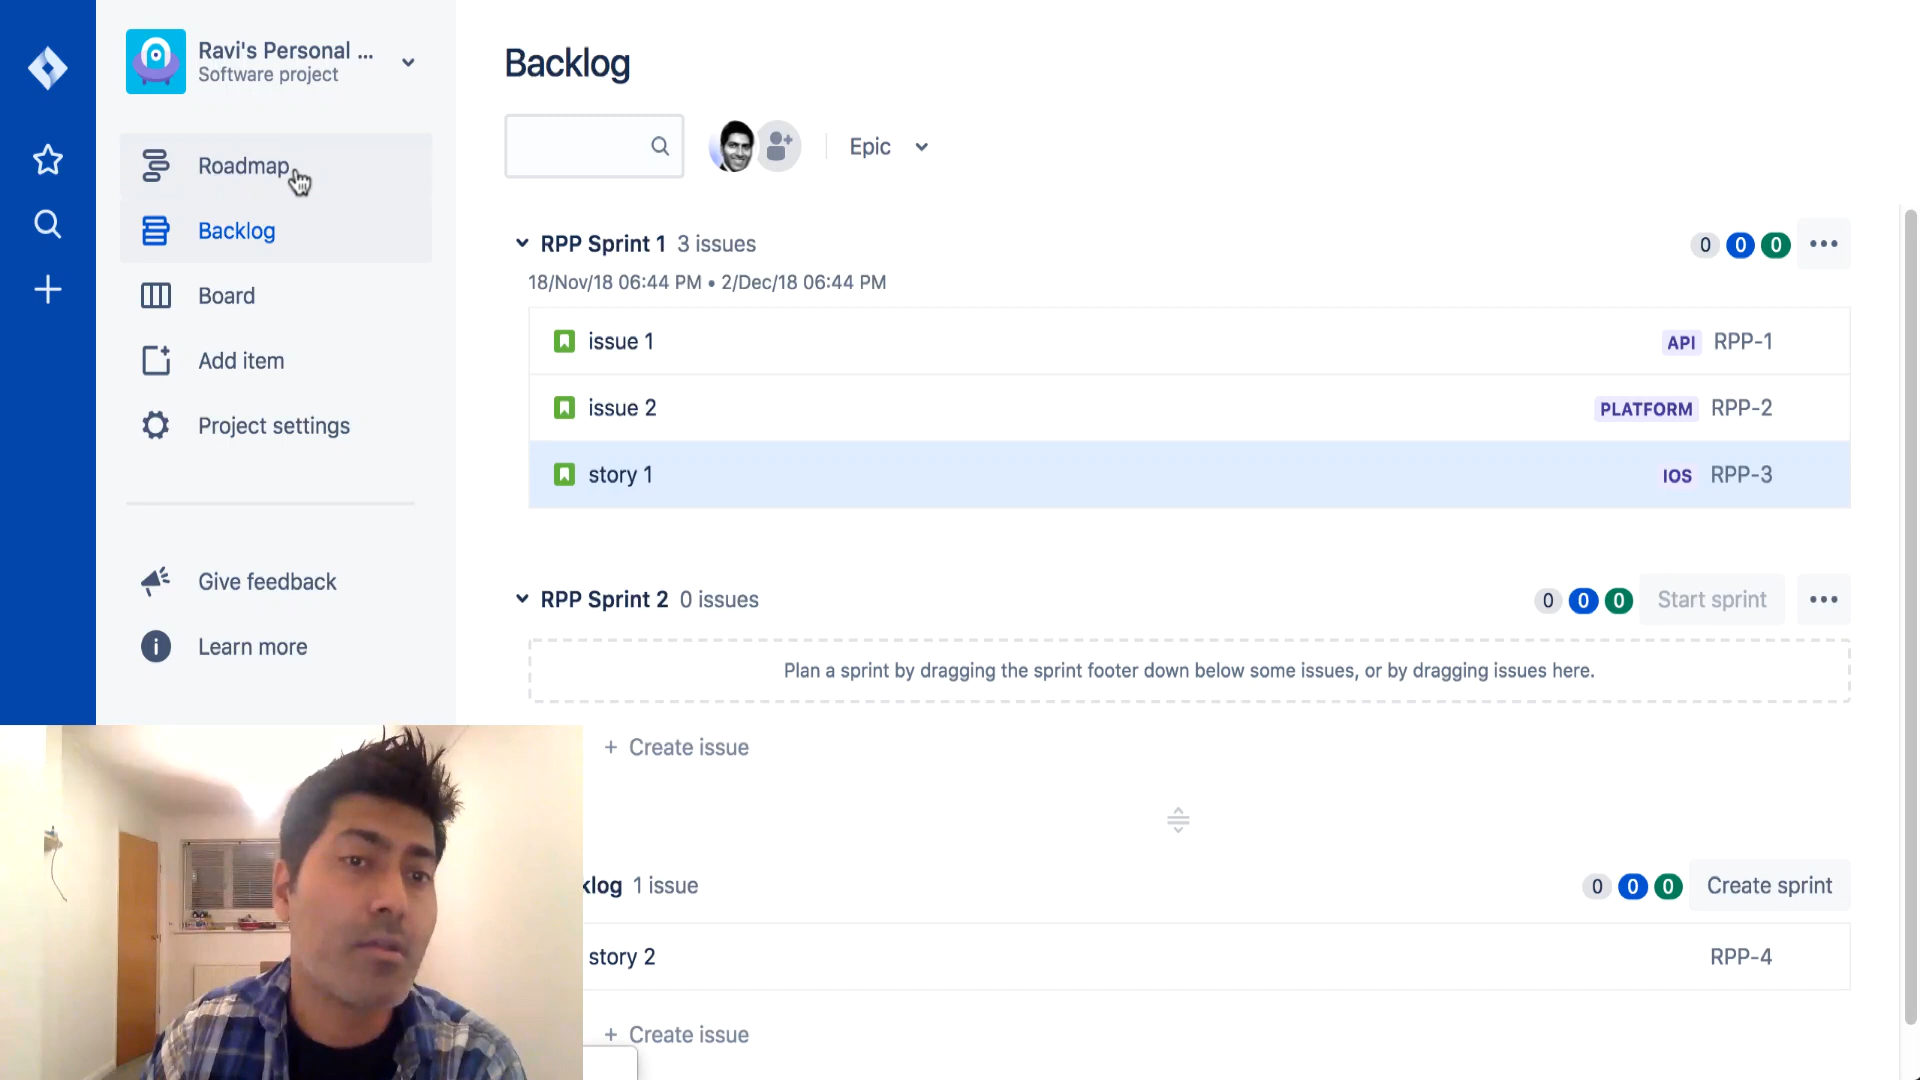 Ravi's Personal ...
Software project
Roadmap
Backlog
Board
Add item
Project settings
Give feedback
Learn more
Backlog
Epic
RPP Sprint 1 3 issues
0 0 0
18/Nov/18 06:44 PM • 2/Dec/18 06:44 PM
issue 1 API RPP-1
issue 2 PLATFORM RPP-2
story 1 IOS RPP-3
RPP Sprint 2 0 issues
0 0 0 Start sprint
Plan a sprint by dragging the sprint footer down below some issues, or by dragging issues here.
+ Create issue
klog 1 issue
0 0 0 Create sprint
story 2 RPP-4
+ Create issue